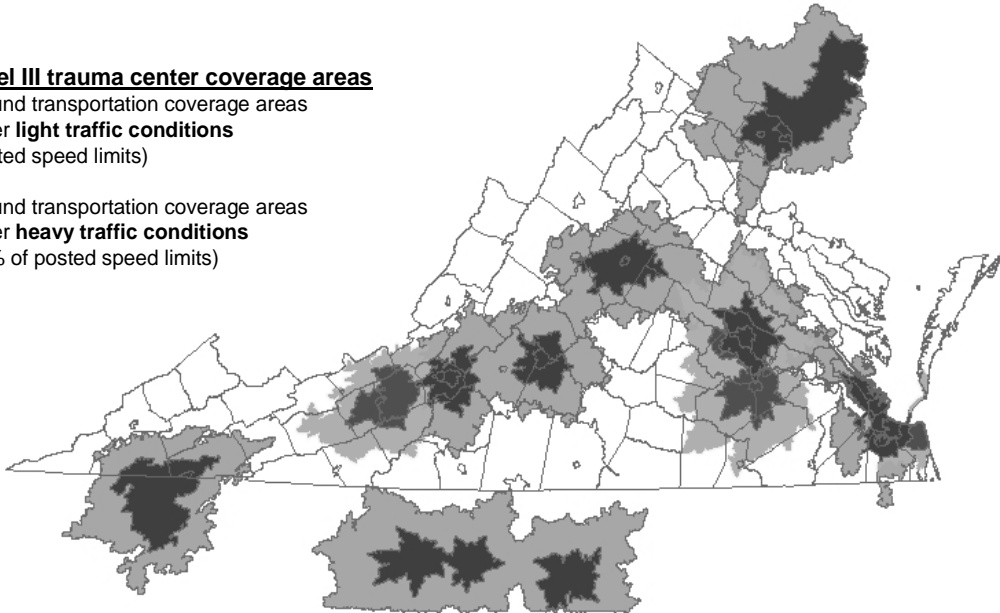 el III trauma center coverage areas
und transportation coverage areas
er light traffic conditions
ted speed limits)
und transportation coverage areas
er heavy traffic conditions
% of posted speed limits)